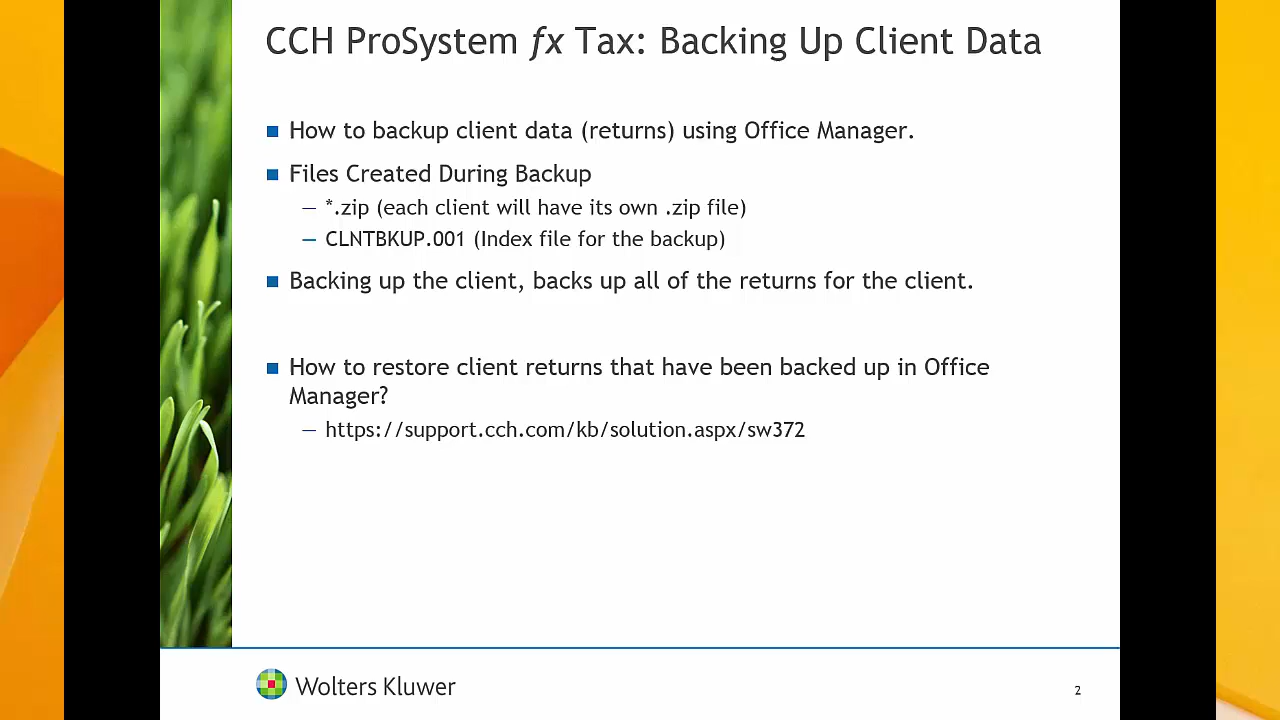 CCH ProSystem fx Tax: Backing Up Client Data
How to backup client data (returns) using Office Manager.
Files Created During Backup
— *.zip (each client will have its own .zip file)
— CLNTBKUP.001 (Index file for the backup)
Backing up the client, backs up all of the returns for the client.
How to restore client returns that have been backed up in Office
Manager?
— https://support.cch.com/kb/solution.aspx/sw372
Wolters Kluwer
2